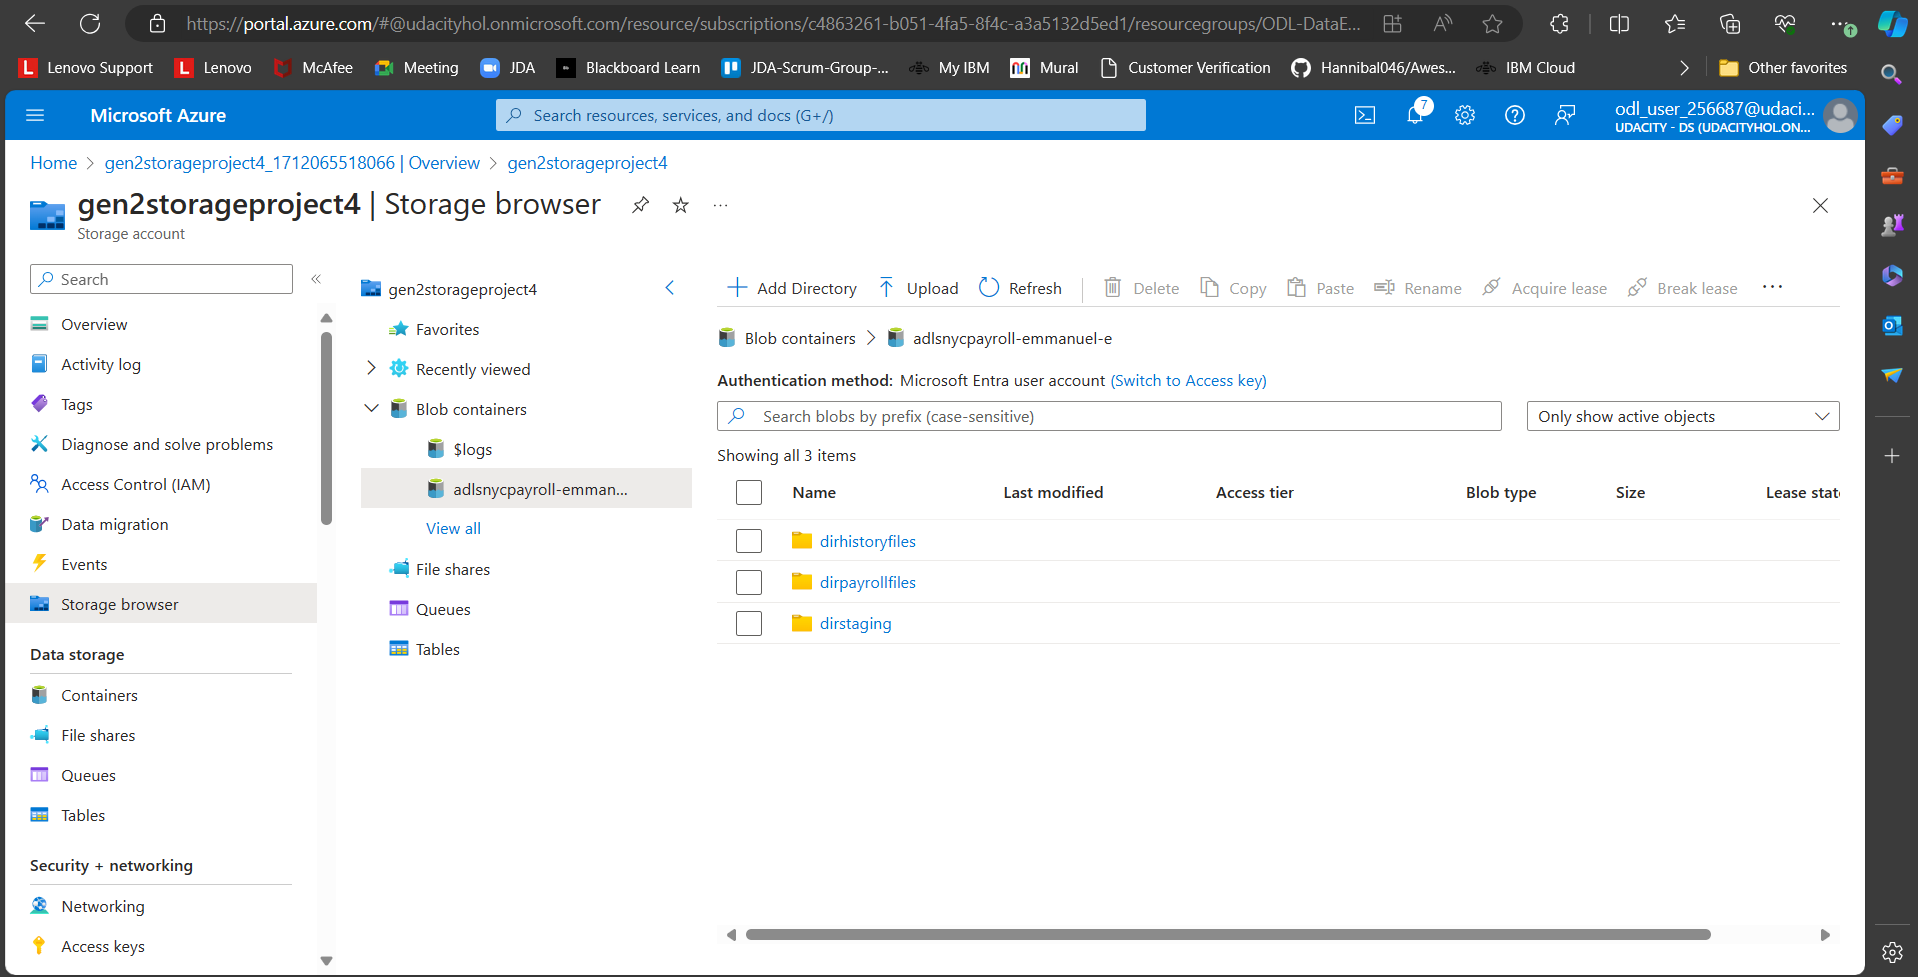 https://portal.azure.com/#@udacityhol.onmicrosoft.com/resource/subscriptions/c4863261-b051-4fa5-8f4c-a3a5132d5ed1/resourcegroups/ODL-DataE...
Lenovo Support
Lenovo
McAfee
Meeting
JDA
Blackboard Learn
JDA-Scrum-Group-...
My IBM
Mural
Customer Verification
Hannibal046/Awes...
IBM Cloud
Other favorites
Microsoft Azure
Search resources, services, and docs (G+/)
7
odl_user_256687@udaci...
UDACITY - DS (UDACITYHOL.ON...
Home > gen2storageproject4_1712065518066 | Overview > gen2storageproject4
gen2storageproject4 | Storage browser
Storage account
Search
Overview
Activity log
Tags
Diagnose and solve problems
Access Control (IAM)
Data migration
Events
Storage browser
Data storage
Containers
File shares
Queues
Tables
Security + networking
Networking
Access keys
gen2storageproject4
Favorites
Recently viewed
Blob containers
$logs
adlsnycpayroll-emman...
View all
File shares
Queues
Tables
Add Directory
Upload
Refresh
Delete
Copy
Paste
Rename
Acquire lease
Break lease
Blob containers > adlsnycpayroll-emmanuel-e
Authentication method: Microsoft Entra user account (Switch to Access key)
Search blobs by prefix (case-sensitive)
Only show active objects
Showing all 3 items
Name Last modified Access tier Blob type Size Lease state
dirhistoryfiles
dirpayrollfiles
dirstaging